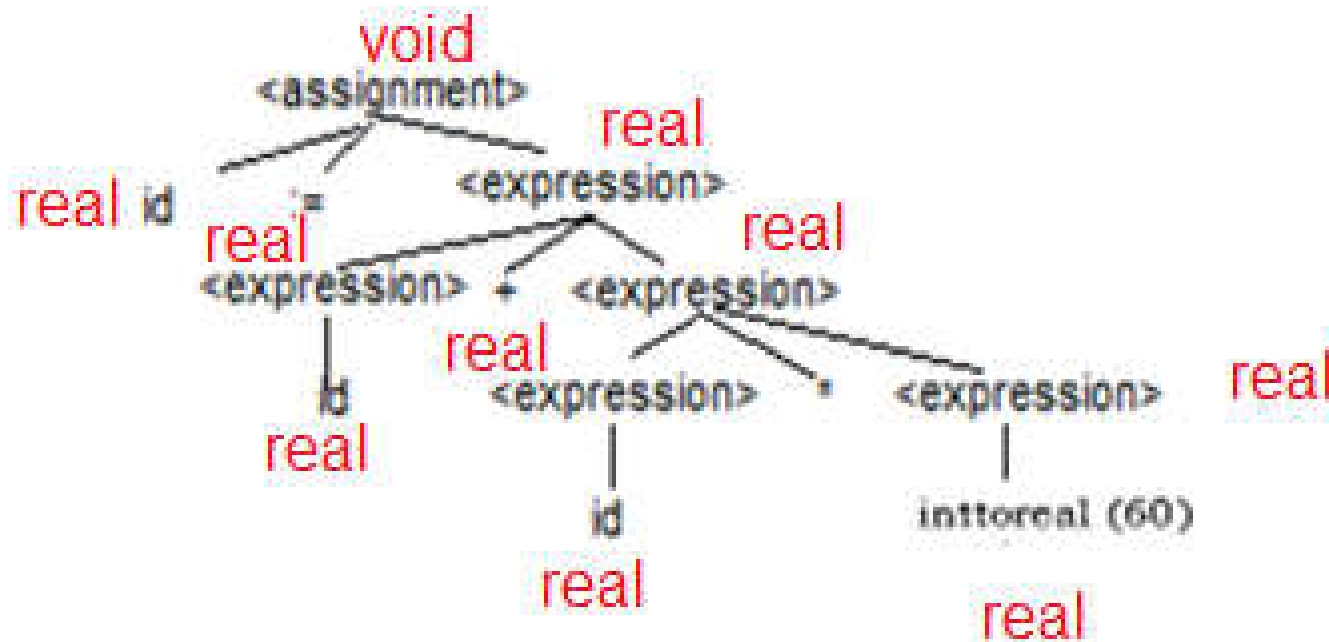 void
<assignment>
real
real id := <expression>
real real
<expression> + <expression>
real
id <expression> * <expression> real
real
id inttoreal (60)
real
real